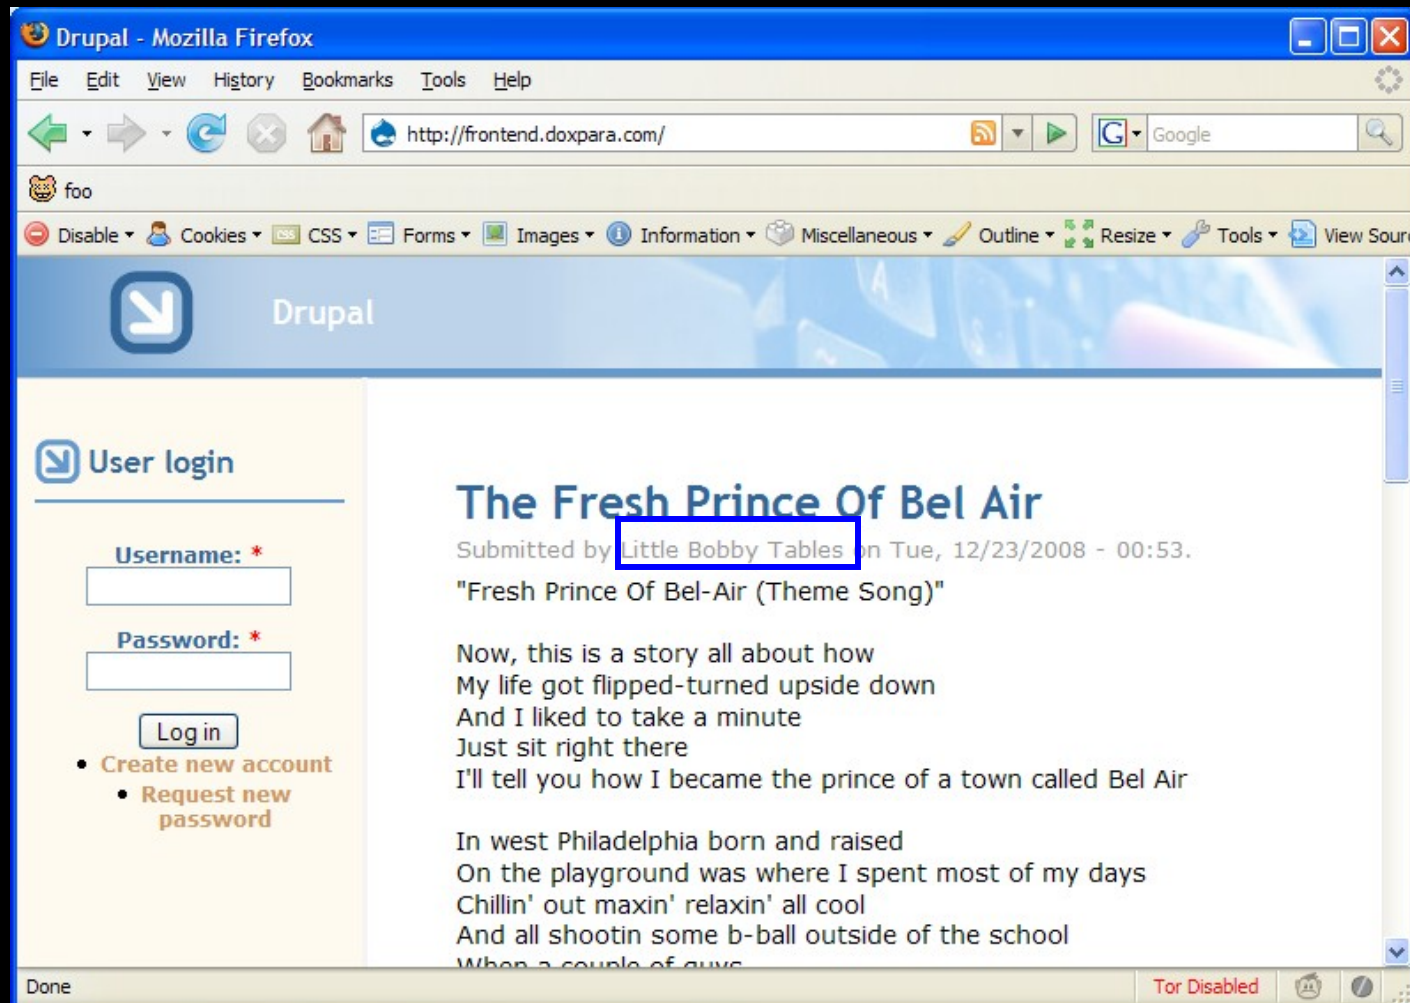 Drupal - Mozilla Firefox
File Edit View History Bookmarks Tools Help
http://frontend.doxpara.com/
G Google
foo
Disable Cookies CSS CSS Forms Images Information Miscellaneous Outline Resize Tools View Sour
Drupal
User login
Username: *
Password: *
Log in
Create new account
Request new
password
The Fresh Prince Of Bel Air
Submitted by Little Bobby Tables on Tue, 12/23/2008 - 00:53.
"Fresh Prince Of Bel-Air (Theme Song)"
Now, this is a story all about how
My life got flipped-turned upside down
And I liked to take a minute
Just sit right there
I'll tell you how I became the prince of a town called Bel Air
In west Philadelphia born and raised
On the playground was where I spent most of my days
Chillin' out maxin' relaxin' all cool
And all shootin some b-ball outside of the school
When a couple of guys
Done
Tor Disabled